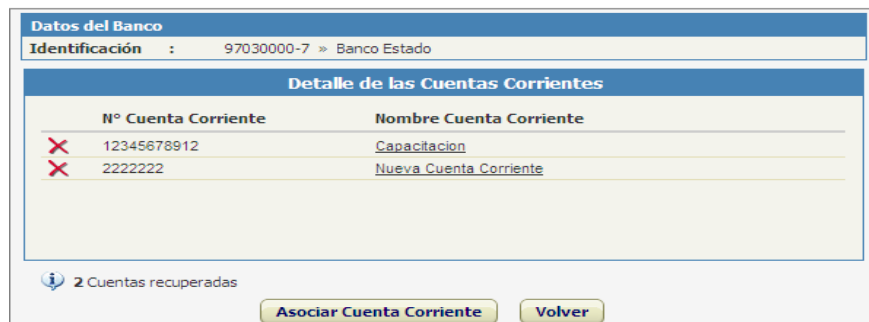 Datos del Banco
Identificación : 97030000-7 » Banco Estado
Detalle de las Cuentas Corrientes
N° Cuenta Corriente Nombre Cuenta Corriente
12345678912 Capacitacion
2222222 Nueva Cuenta Corriente
2 Cuentas recuperadas
Asociar Cuenta Corriente Volver